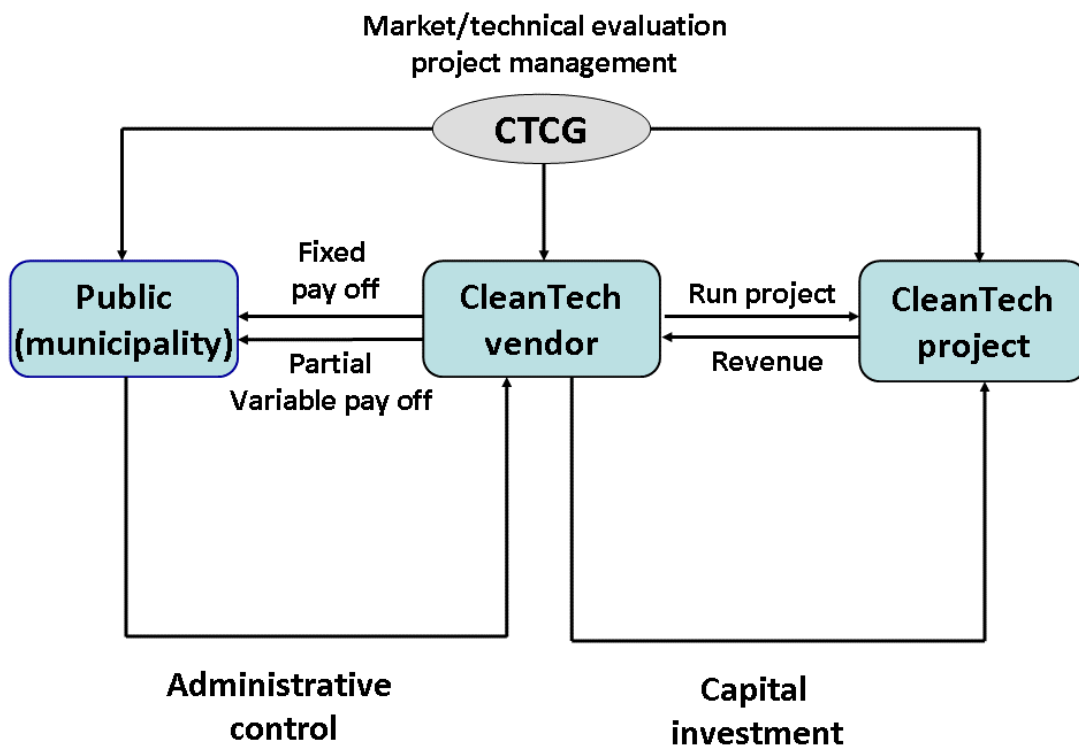 Market/technical evaluation
project management
CTCG
Public
(municipality)
Fixed
pay off
Partial
Variable pay off
CleanTech
vendor
Run project
Revenue
CleanTech
project
Administrative
control
Capital
investment